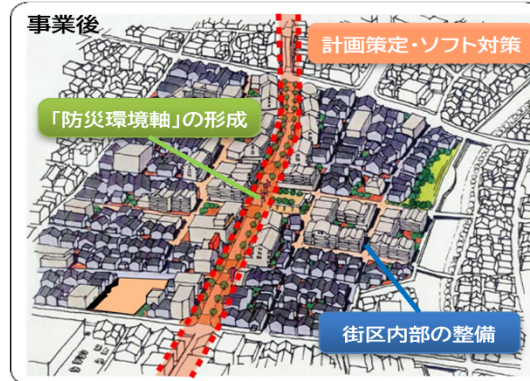 事業後
計画策定・ソフト対策
「防災環境軸」の形成
街区内部の整備